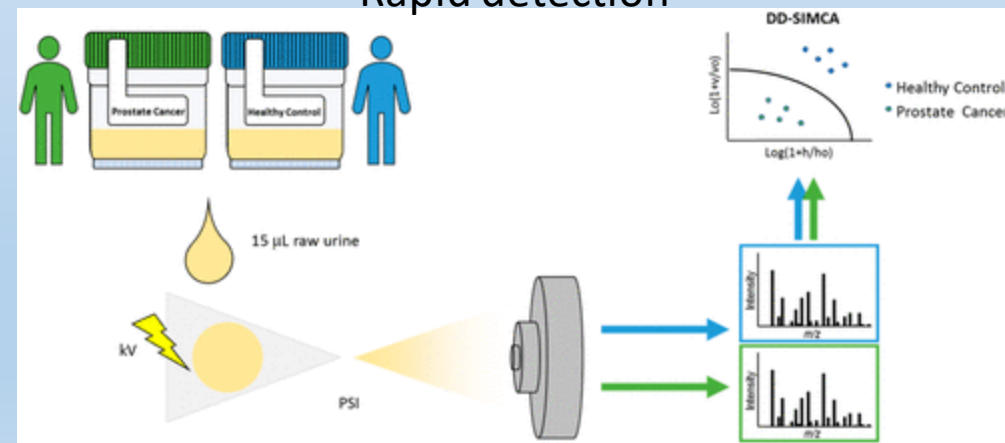 Rapid detection
DD-SIMCA
Prostate Cancer
Healthy Control
Lo(1+v/vo)
Healthy Control
Prostate Cancer
Log(1+h/ho)
15 µL raw urine
kV
PSI
Intensity
m/z
Intensity
m/z